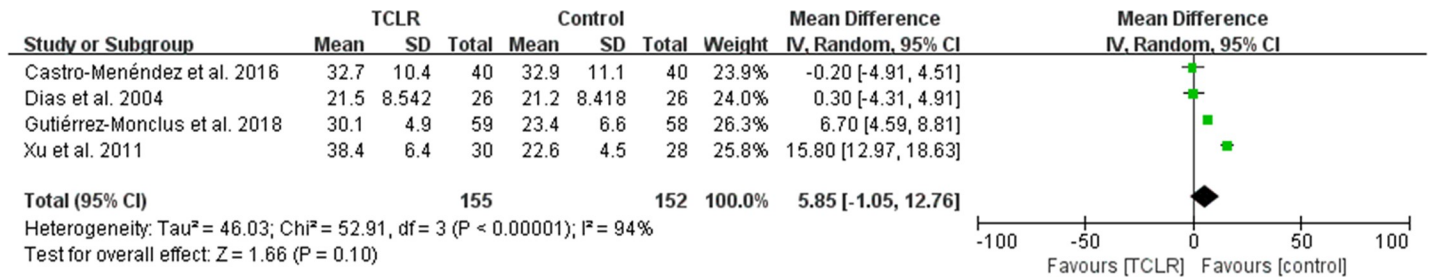 TCLR Control Mean Difference Mean Difference
Study or Subgroup Mean SD Total Mean SD Total Weight IV, Random, 95% CI IV, Random, 95% CI
Castro-Menéndez et al. 2016 32.7 10.4 40 32.9 11.1 40 23.9% -0.20 [-4.91, 4.51]
Dias et al. 2004 21.5 8.542 26 21.2 8.418 26 24.0% 0.30 [-4.31, 4.91]
Gutiérrez-Monclus et al. 2018 30.1 4.9 59 23.4 6.6 58 26.3% 6.70 [4.59, 8.81]
Xu et al. 2011 38.4 6.4 30 22.6 4.5 28 25.8% 15.80 [12.97, 18.63]
Total (95% CI) 155 152 100.0% 5.85 [-1.05, 12.76]
Heterogeneity: Tau² = 46.03; Chi² = 52.91, df = 3 (P < 0.00001); I² = 94%
Test for overall effect: Z = 1.66 (P = 0.10)
-100 -50 0 50 100
Favours [TCLR] Favours [control]